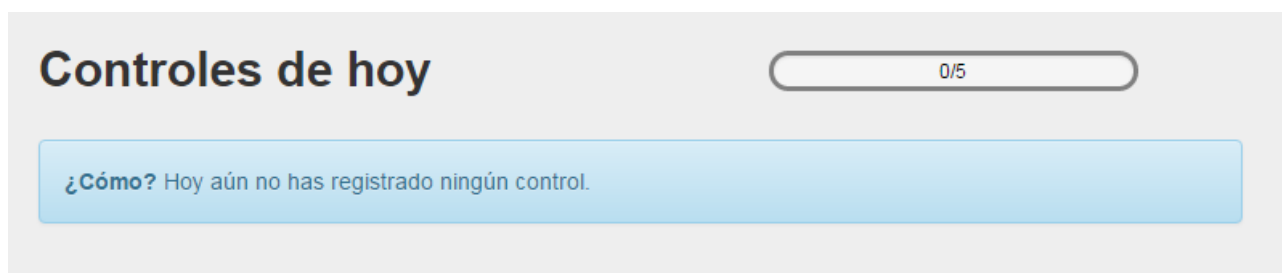 Controles de hoy
0/5
¿Cómo? Hoy aún no has registrado ningún control.